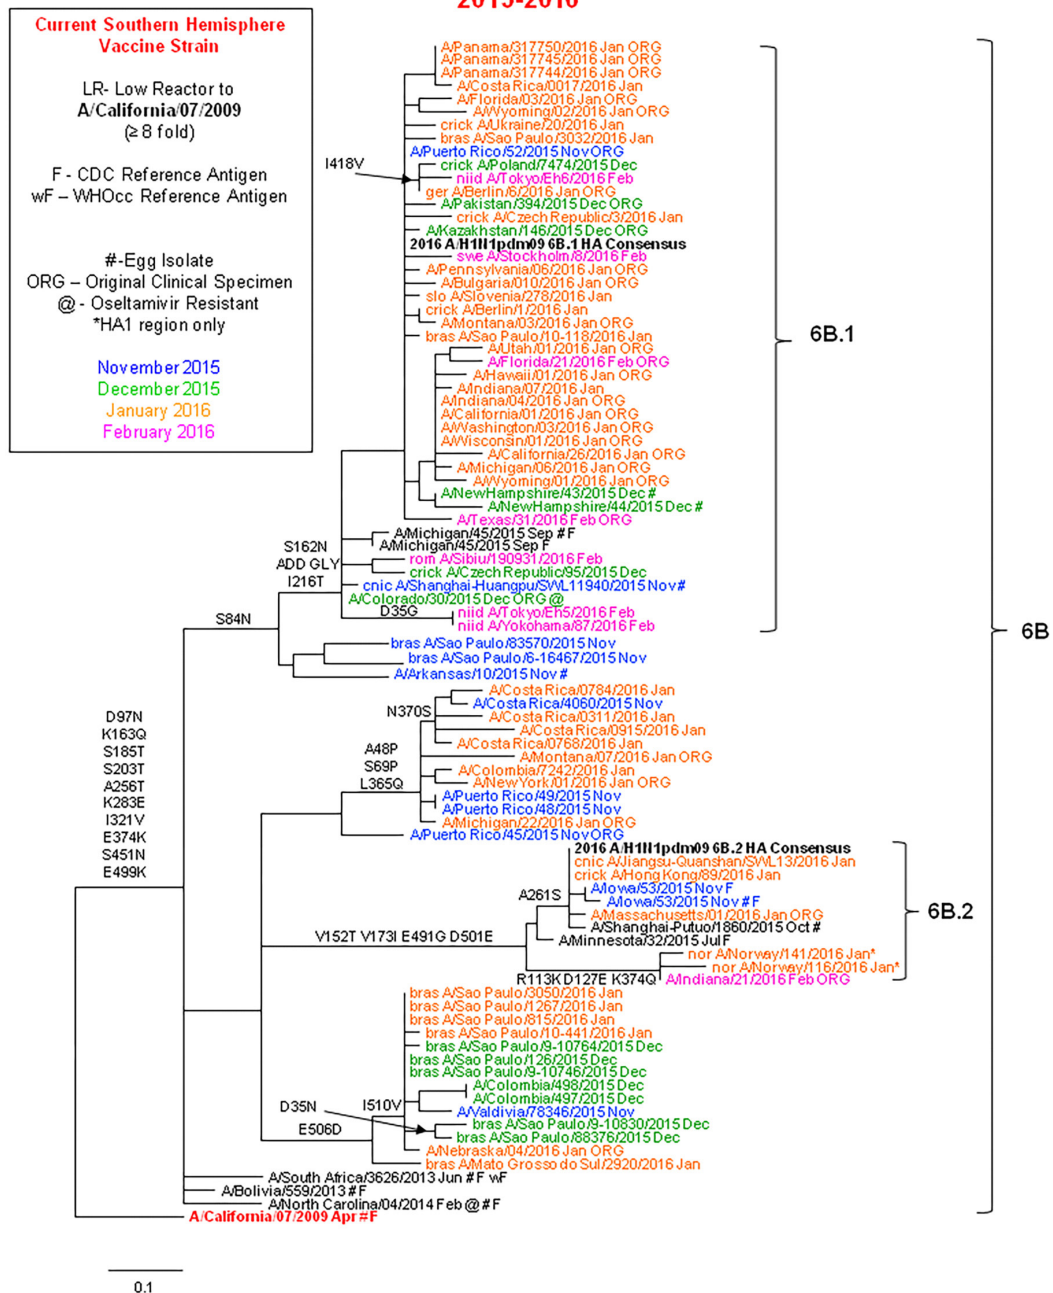 2015-2016
Current Southern Hemisphere
Vaccine Strain
LR- Low Reactor to
A/California/07/2009
(≥ 8 fold)
F - CDC Reference Antigen
wF – WHOcc Reference Antigen
#-Egg Isolate
ORG – Original Clinical Specimen
@ - Oseltamivir Resistant
*HA1 region only
November 2015
December 2015
January 2016
February 2016
A/Panama/317750/2016 Jan ORG
A/Panama/317745/2016 Jan ORG
A/Panama/317744/2016 Jan ORG
A/Costa Rica/0017/2016 Jan
A/Florida/03/2016 Jan ORG
A/Wyoming/02/2016 Jan ORG
crick A/Ukraine/20/2016 Jan
bras A/Sao Paulo/3032/2016 Jan
A/Puerto Rico/52/2015 Nov ORG
I418V
crick A/Poland/7474/2015 Dec
niid A/Tokyo/Eh6/2016 Feb
ger A/Berlin/6/2016 Jan ORG
A/Pakistan/394/2015 Dec ORG
crick A/Czech Republic/3/2016 Jan
A/Kazakhstan/146/2015 Dec ORG
2016 A/H1N1pdm09 6B.1 HA Consensus
swe A/Stockholm/8/2016 Feb
A/Pennsylvania/06/2016 Jan ORG
A/Bulgaria/010/2016 Jan ORG
slo A/Slovenia/278/2016 Jan
crick A/Berlin/1/2016 Jan
A/Montana/03/2016 Jan ORG
bras A/Sao Paulo/10-118/2016 Jan
6B.1
A/Utah/01/2016 Jan ORG
A/Florida/21/2016 Feb ORG
A/Hawaii/01/2016 Jan ORG
A/Indiana/07/2016 Jan
A/Indiana/04/2016 Jan ORG
A/California/01/2016 Jan ORG
A/Washington/03/2016 Jan ORG
A/Wisconsin/01/2016 Jan ORG
A/California/26/2016 Jan ORG
A/Michigan/06/2016 Jan ORG
A/Wyoming/01/2016 Jan ORG
A/NewHampshire/43/2015 Dec #
A/NewHampshire/44/2015 Dec #
A/Texas/31/2016 Feb ORG
A/Michigan/45/2015 Sep #F
A/Michigan/45/2015 Sep F
S162N
ADD GLY
I216T
rom A/Sibiu/190931/2016 Feb
crick A/Czech Republic/95/2015 Dec
cnic A/Shanghai-Huangpu/SWL11940/2015 Nov#
A/Colorado/30/2015 Dec ORG @
D35G
niid A/Tokyo/Eh5/2016 Feb
niid A/Yokohama/87/2016 Feb
S84N
6B
bras A/Sao Paulo/83570/2015 Nov
bras A/Sao Paulo/6-16467/2015 Nov
A/Arkansas/10/2015 Nov #
D97N
K163Q
S185T
S203T
A256T
K283E
I321V
E374K
S451N
E499K
A/Costa Rica/0784/2016 Jan
A/Costa Rica/4060/2015 Nov
N370S
A/Costa Rica/0311/2016 Jan
A/Costa Rica/0915/2016 Jan
A/Costa Rica/0768/2016 Jan
A48P
S69P
L365Q
A/Montana/07/2016 Jan ORG
A/Colombia/7242/2016 Jan
A/NewYork/01/2016 Jan ORG
A/Puerto Rico/49/2015 Nov
A/Puerto Rico/48/2015 Nov
A/Michigan/22/2016 Jan ORG
A/Puerto Rico/45/2015 Nov ORG
2016 A/H1N1pdm09 6B.2 HA Consensus
cnic A/Jiangsu-Quanshan/SWL13/2016 Jan
crick A/Hong Kong/89/2016 Jan
A261S
A/Iowa/53/2015 Nov F
A/Iowa/53/2015 Nov #F
A/Massachusetts/01/2016 Jan ORG
6B.2
A/Shanghai-Putuo/1860/2015 Oct #
A/Minnesota/32/2015 Jul F
V152T V173I E491G D501E
nor A/Norway/141/2016 Jan*
nor A/Norway/116/2016 Jan*
R113K D127E K374Q
A/Indiana/21/2016 Feb ORG
bras A/Sao Paulo/3050/2016 Jan
bras A/Sao Paulo/1267/2016 Jan
bras A/Sao Paulo/815/2016 Jan
bras A/Sao Paulo/10-441/2016 Jan
bras A/Sao Paulo/9-10764/2015 Dec
bras A/Sao Paulo/126/2015 Dec
bras A/Sao Paulo/9-10746/2015 Dec
A/Colombia/498/2015 Dec
A/Colombia/497/2015 Dec
D35N
I510V
A/Valdivia/78346/2015 Nov
bras A/Sao Paulo/9-10830/2015 Dec
E506D
bras A/Sao Paulo/88376/2015 Dec
A/Nebraska/04/2016 Jan ORG
bras A/Mato Grosso do Sul/2920/2016 Jan
A/South Africa/3626/2013 Jun #F wF
A/Bolivia/559/2013 #F
A/North Carolina/04/2014 Feb @ #F
A/California/07/2009 Apr #F
0.1